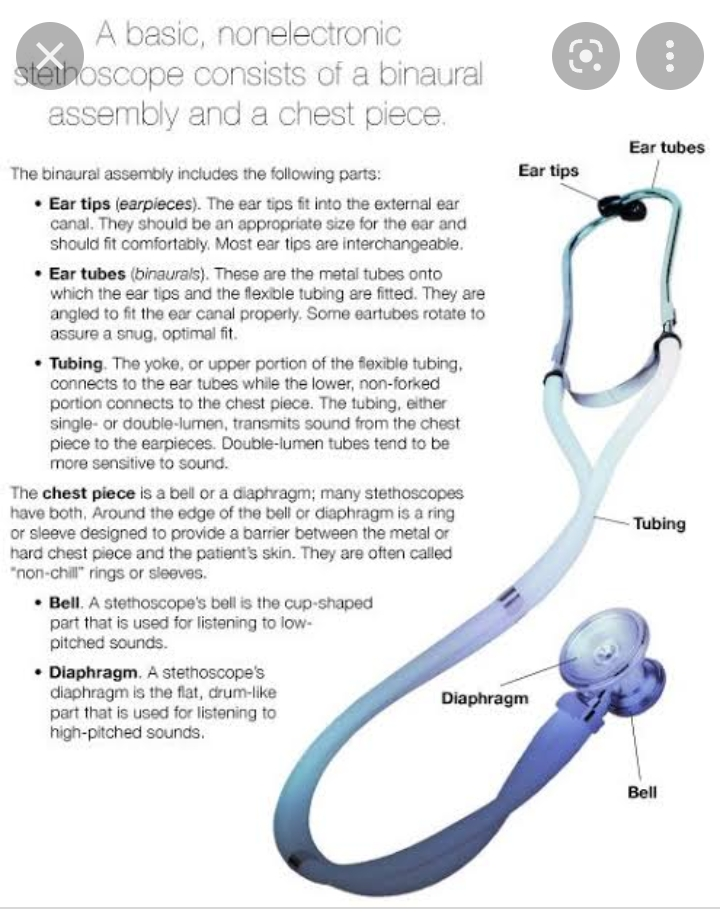 A basic, nonelectronic
stethoscope consists of a binaural
assembly and a chest piece.
The binaural assembly includes the following parts:
• Ear tips (earpieces). The ear tips fit into the external ear
canal. They should be an appropriate size for the ear and
should fit comfortably. Most ear tips are interchangeable.
• Ear tubes (binaurals). These are the metal tubes onto
which the ear tips and the flexible tubing are fitted. They are
angled to fit the ear canal properly. Some eartubes rotate to
assure a snug, optimal fit.
• Tubing. The yoke, or upper portion of the flexible tubing,
connects to the ear tubes while the lower, non-forked
portion connects to the chest piece. The tubing, either
single- or double-lumen, transmits sound from the chest
piece to the earpieces. Double-lumen tubes tend to be
more sensitive to sound.
The chest piece is a bell or a diaphragm; many stethoscopes
have both. Around the edge of the bell or diaphragm is a ring
or sleeve designed to provide a barrier between the metal or
hard chest piece and the patient's skin. They are often called
"non-chill" rings or sleeves.
• Bell. A stethoscope's bell is the cup-shaped
part that is used for listening to low-
pitched sounds.
• Diaphragm. A stethoscope's
diaphragm is the flat, drum-like
part that is used for listening to
high-pitched sounds.
Ear tubes
Ear tips
Tubing
Diaphragm
Bell